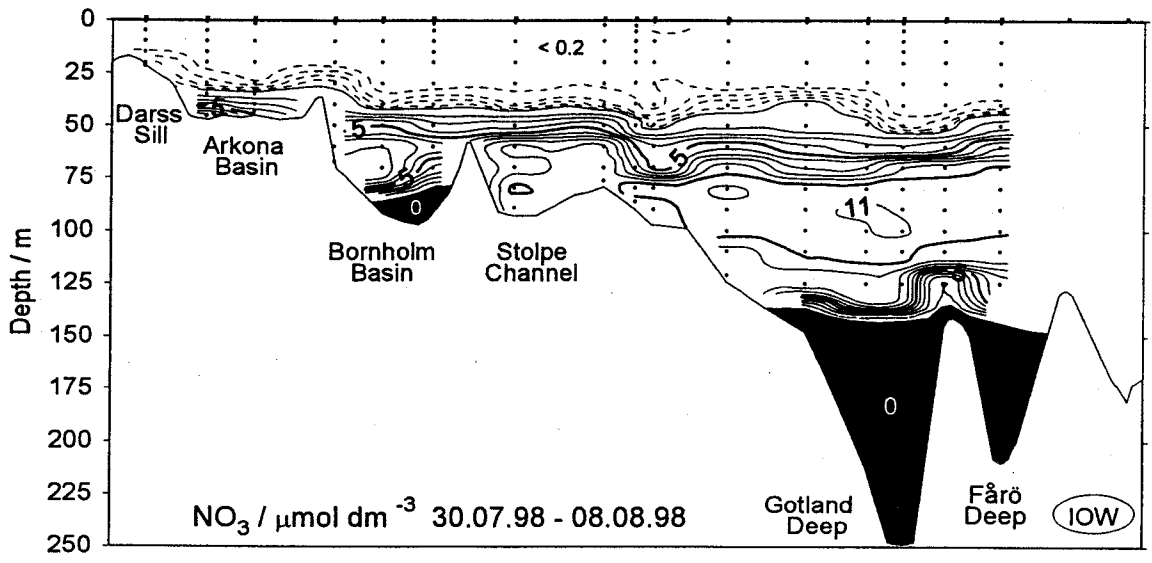 0
25
50
75
100
125
150
175
200
225
250
Depth / m
< 0.2
Darss
Sill
5
Arkona
Basin
5
5
0
Bornholm
Basin
Stolpe
Channel
5
11
0
Gotland
Deep
Fårö
Deep
IOW
NO3 / µmol dm -3 30.07.98 - 08.08.98